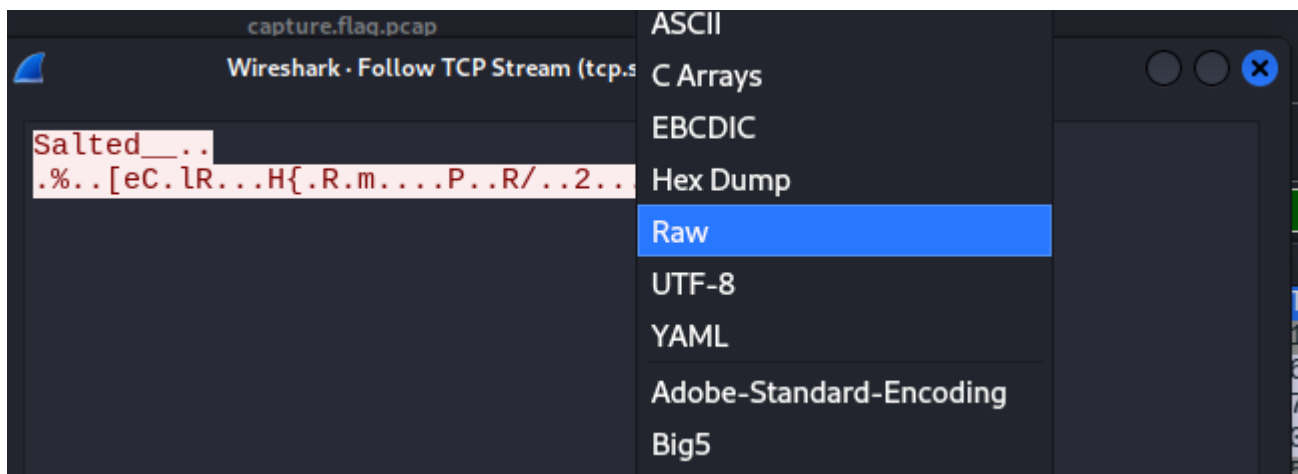 capture.flag.pcap
Wireshark · Follow TCP Stream (tcp.s
Salted__..
.%..[eC.lR...H{.R.m....P..R/..2...
ASCII
C Arrays
EBCDIC
Hex Dump
Raw
UTF-8
YAML
Adobe-Standard-Encoding
Big5